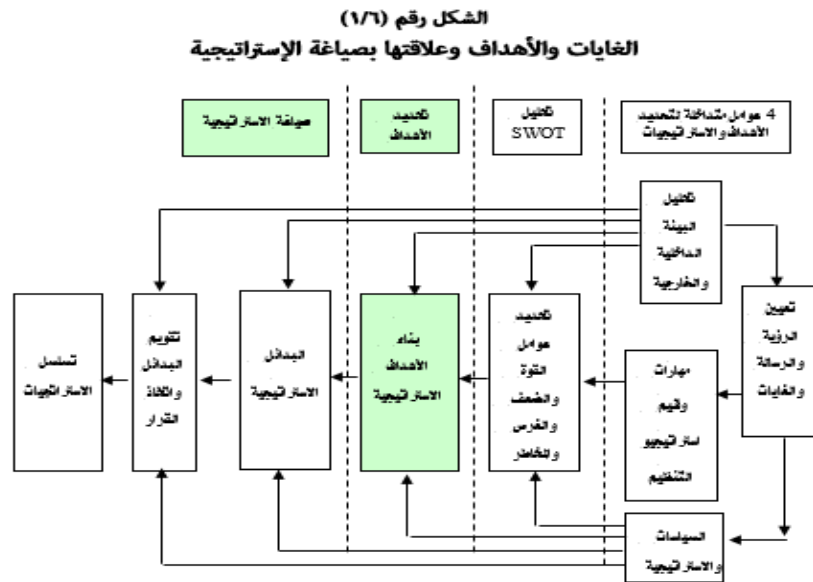 الشكل رقم (١/٦)
الغايات والأهداف وعلاقتها بصياغة الإستراتيجية
4 عوامل متداخلة لتحديد
الأهداف والاستراتيجيات
تحليل
SWOT
تحديد
الأهداف
صياغة الاستراتيجية
تحليل
البيئة
الداخلية
والخارجية
تعيين
الرؤية
والرسالة
والغايات
مهارات
وقيم
استراتيجيو
التنظيم
السياسات
والاستراتيجية
تحديد
عوامل
القوة
والضعف
والفرص
والمخاطر
بناء
الأهداف
الاستراتيجية
البدائل
الاستراتيجية
تقويم
البدائل
واتخاذ
القرار
تسلسل
الاستراتجيات